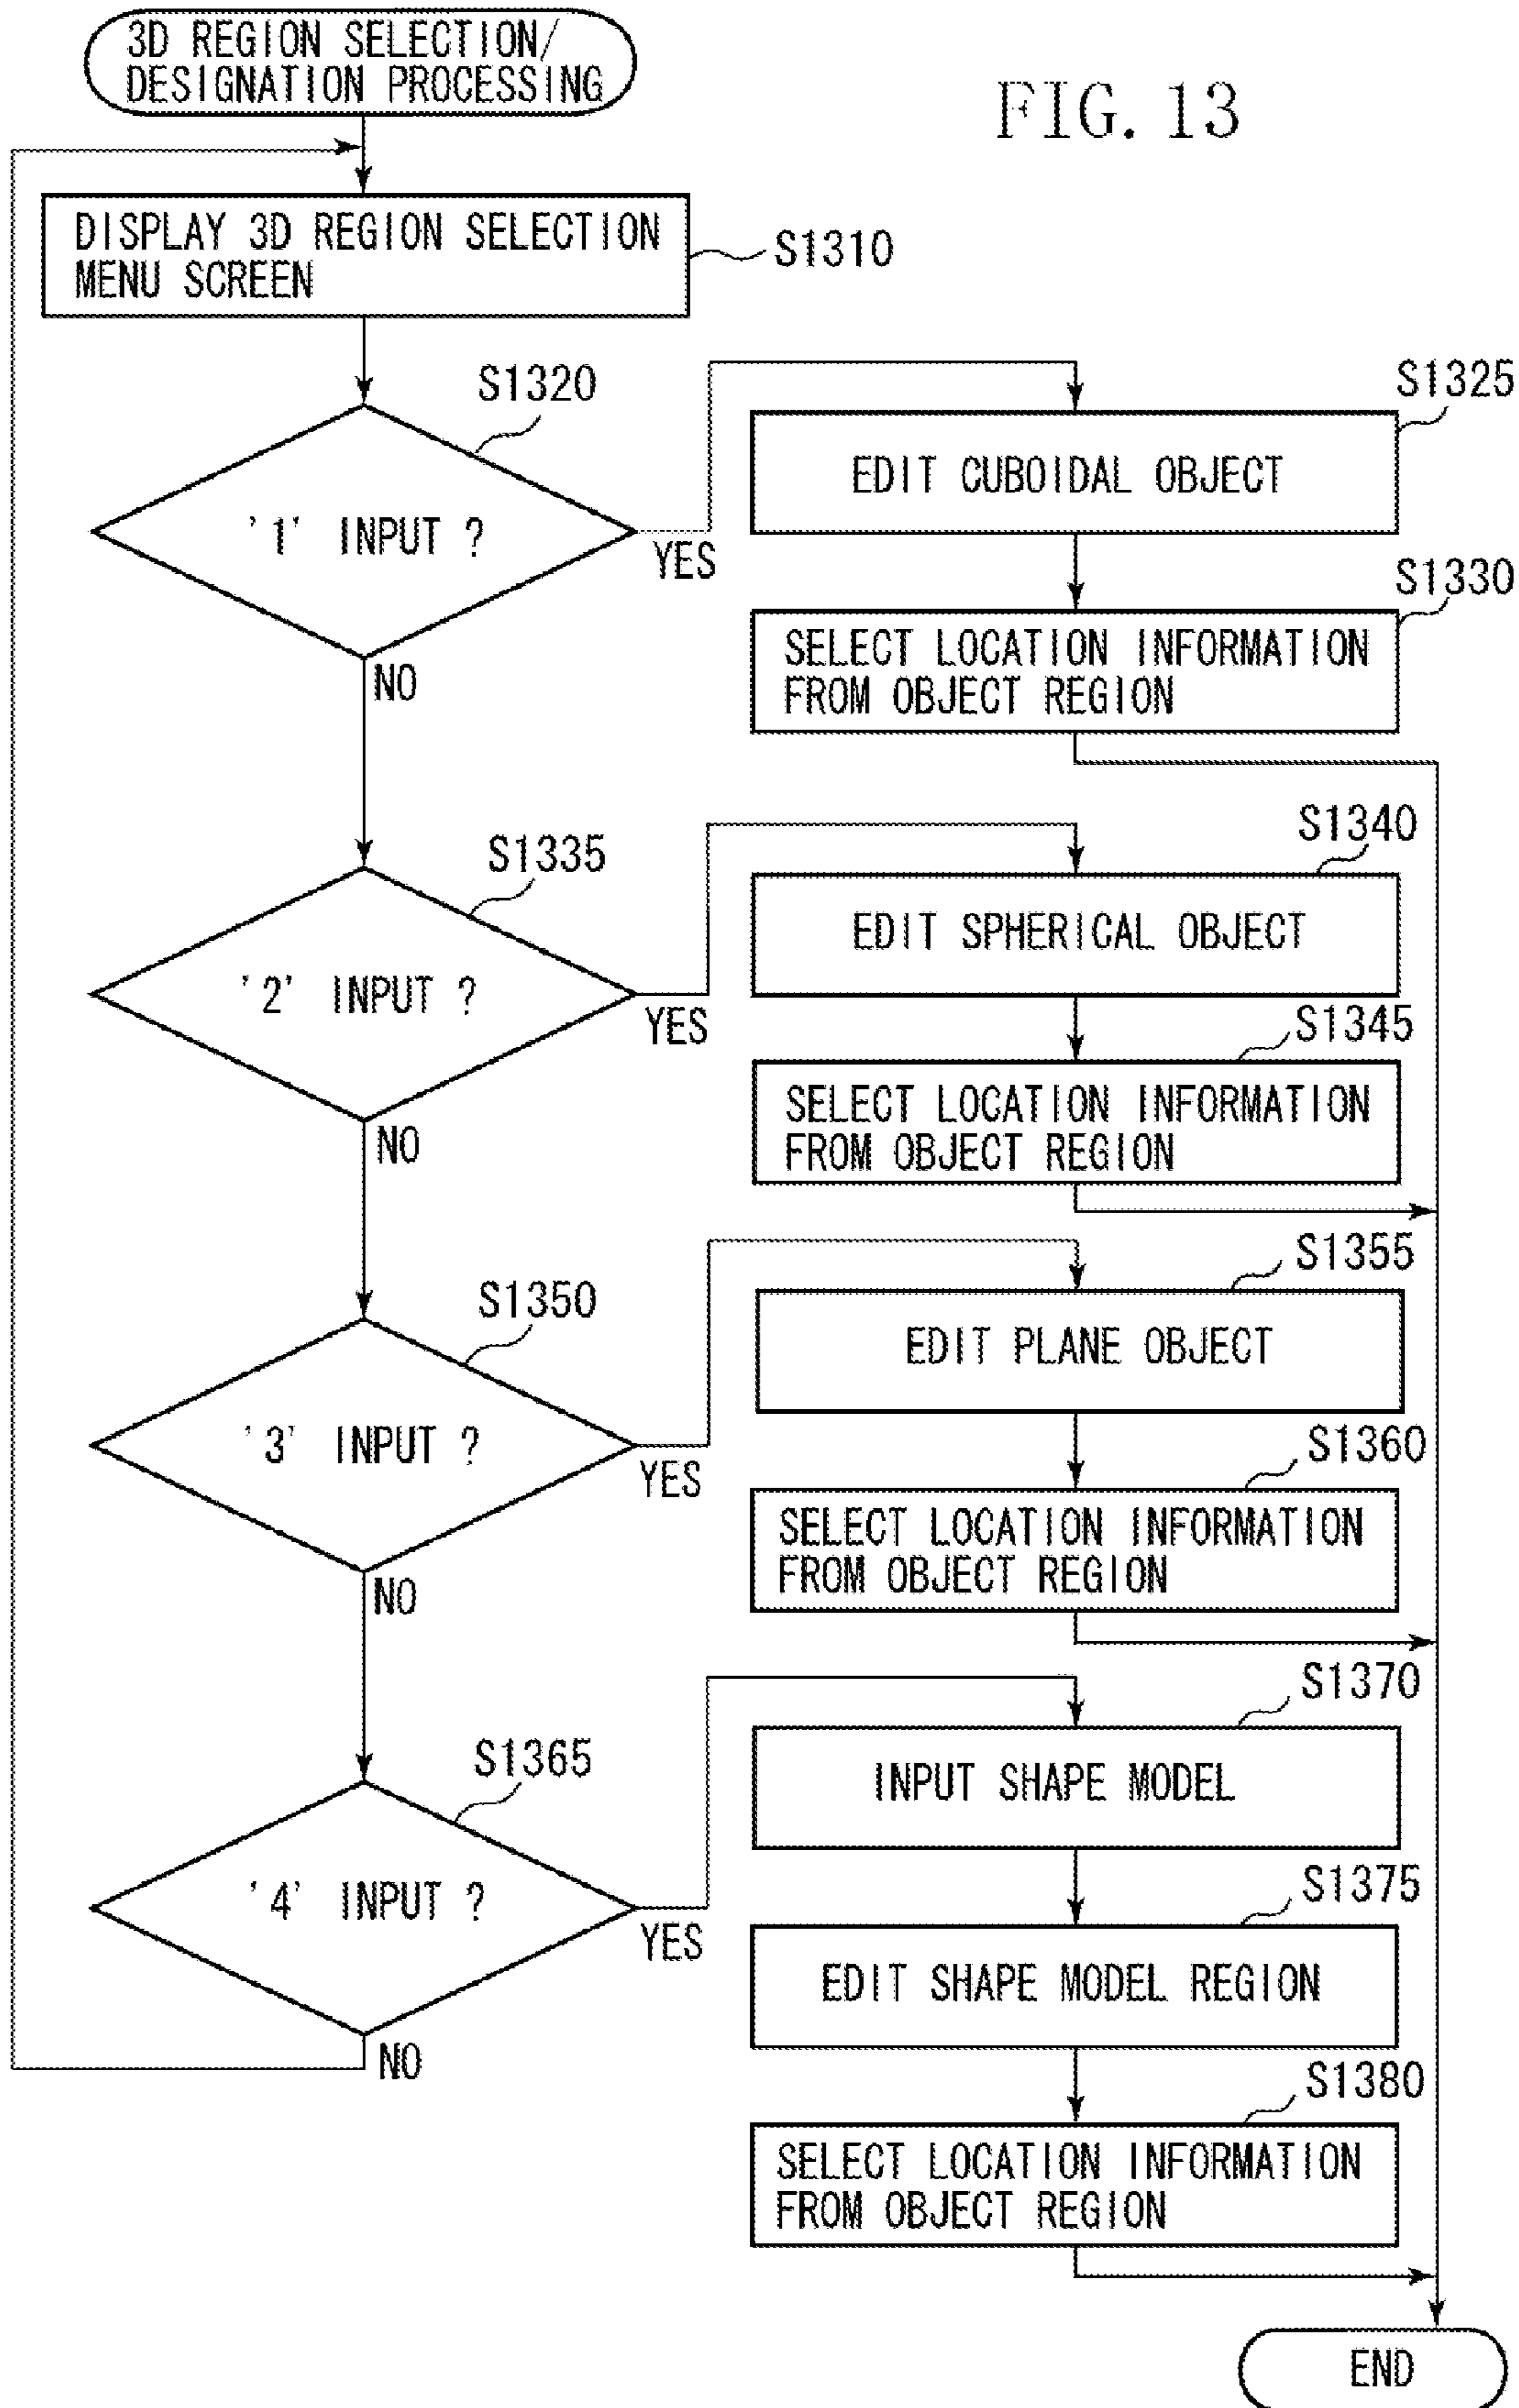 3D REGION SELECTION/
DESIGNATION PROCESSING
FIG. 13
DISPLAY 3D REGION SELECTION
MENU SCREEN
S1310
S1320
'1' INPUT ?
YES
NO
S1325
EDIT CUBOIDAL OBJECT
S1330
SELECT LOCATION INFORMATION
FROM OBJECT REGION
S1335
'2' INPUT ?
YES
NO
S1340
EDIT SPHERICAL OBJECT
S1345
SELECT LOCATION INFORMATION
FROM OBJECT REGION
S1350
'3' INPUT ?
YES
NO
S1355
EDIT PLANE OBJECT
S1360
SELECT LOCATION INFORMATION
FROM OBJECT REGION
S1365
'4' INPUT ?
YES
NO
S1370
INPUT SHAPE MODEL
S1375
EDIT SHAPE MODEL REGION
S1380
SELECT LOCATION INFORMATION
FROM OBJECT REGION
END